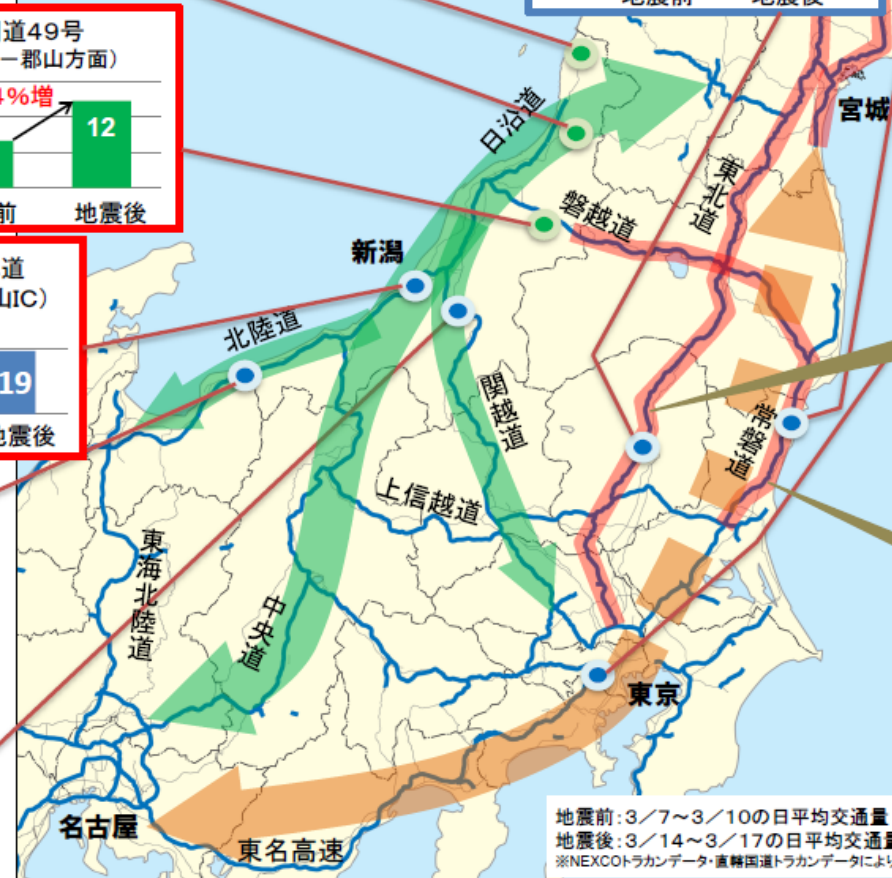 地震前 地震後
道49号
ー郡山方面）
4％増
12
前 地震後
道
山IC）
19
地震後
日沿道
宮城
東北道
磐越道
新潟
北陸道
関越道
常磐道
上信越道
東海北陸道
中央道
東京
名古屋
東名高速
地震前：3／7～3／10の日平均交通量
地震後：3／14～3／17の日平均交通量
※NEXCOトラカンデータ・直轄国道トラカンデータにより